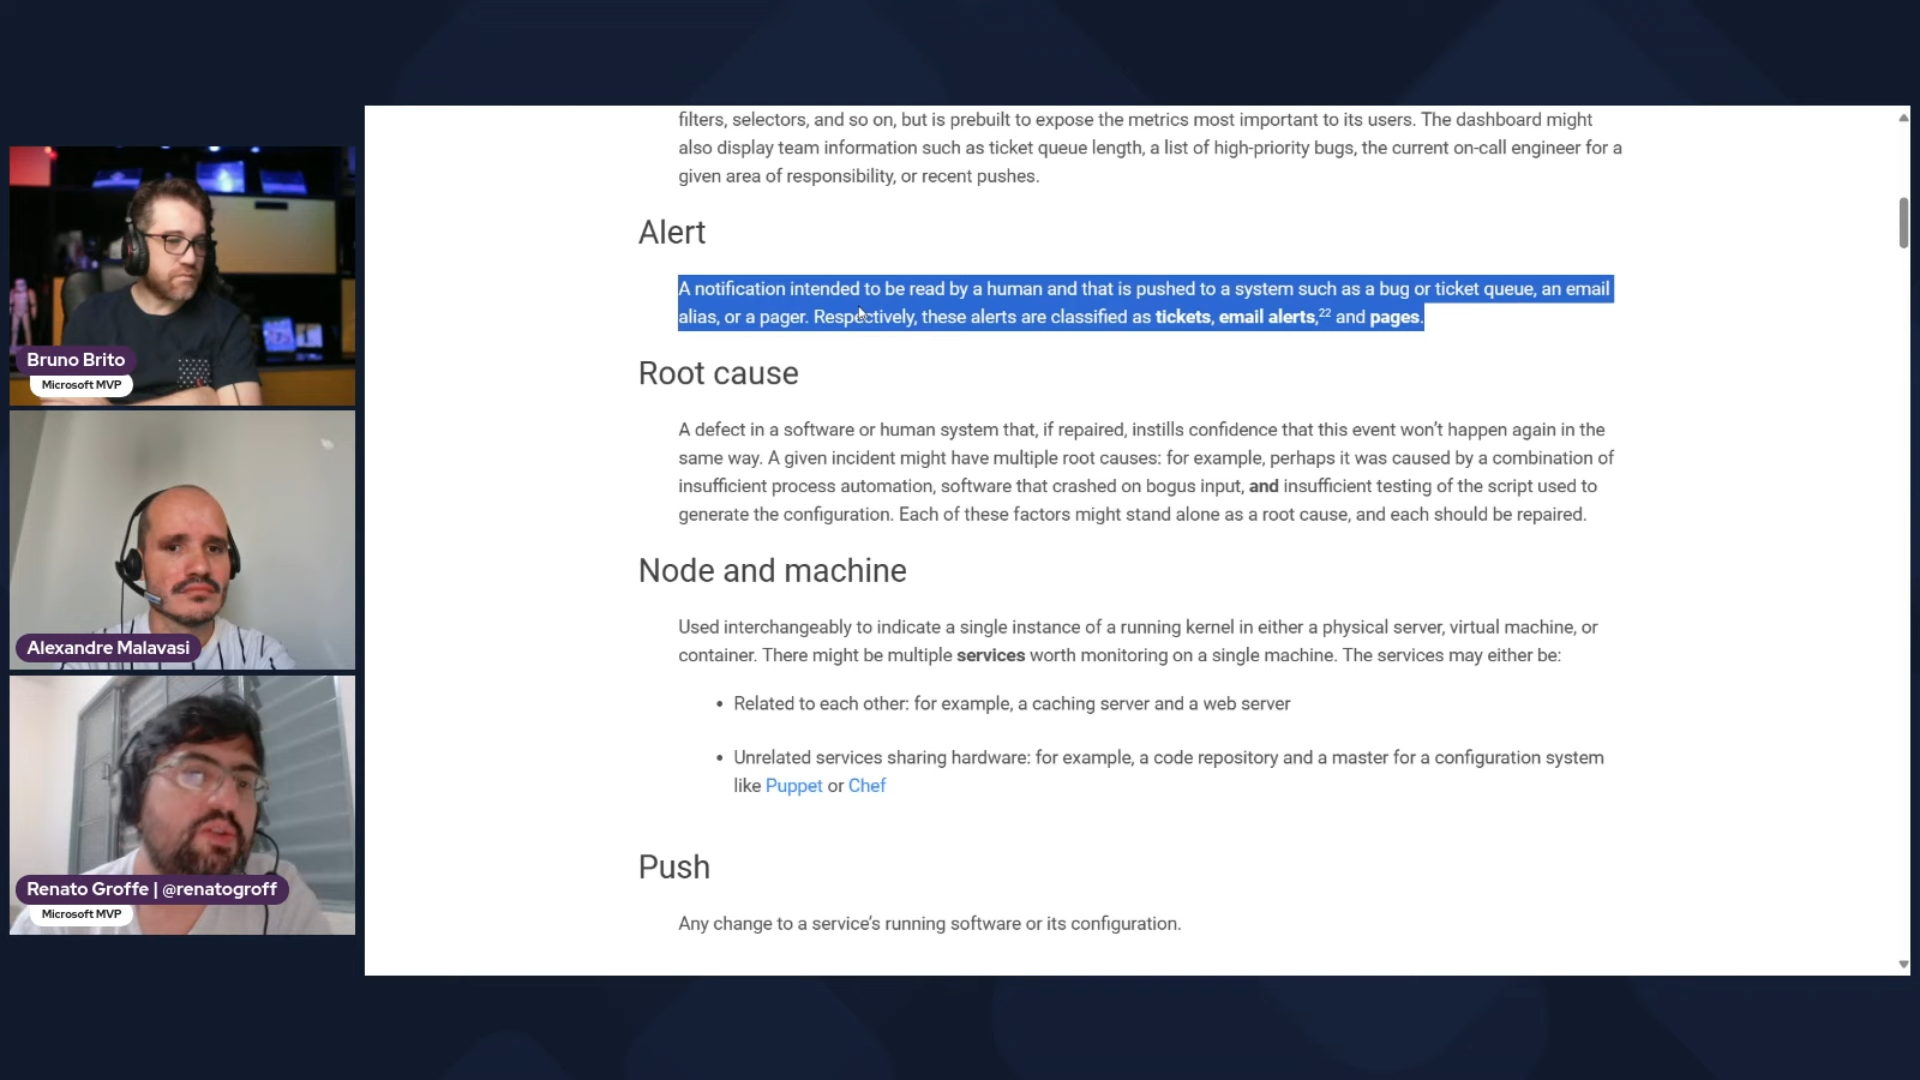 filters, selectors, and so on, but is prebuilt to expose the metrics most important to its users. The dashboard might
also display team information such as ticket queue length, a list of high-priority bugs, the current on-call engineer for a
given area of responsibility, or recent pushes.
Alert
A notification intended to be read by a human and that is pushed to a system such as a bug or ticket queue, an email
alias, or a pager. Respectively, these alerts are classified as tickets, email alerts,22 and pages.
Root cause
A defect in a software or human system that, if repaired, instills confidence that this event won’t happen again in the
same way. A given incident might have multiple root causes: for example, perhaps it was caused by a combination of
insufficient process automation, software that crashed on bogus input, and insufficient testing of the script used to
generate the configuration. Each of these factors might stand alone as a root cause, and each should be repaired.
Node and machine
Used interchangeably to indicate a single instance of a running kernel in either a physical server, virtual machine, or
container. There might be multiple services worth monitoring on a single machine. The services may either be:
• Related to each other: for example, a caching server and a web server
• Unrelated services sharing hardware: for example, a code repository and a master for a configuration system
like Puppet or Chef
Push
Any change to a service’s running software or its configuration.
Bruno Brito
Microsoft MVP
Alexandre Malavasi
Renato Groffe | @renatogroff
Microsoft MVP